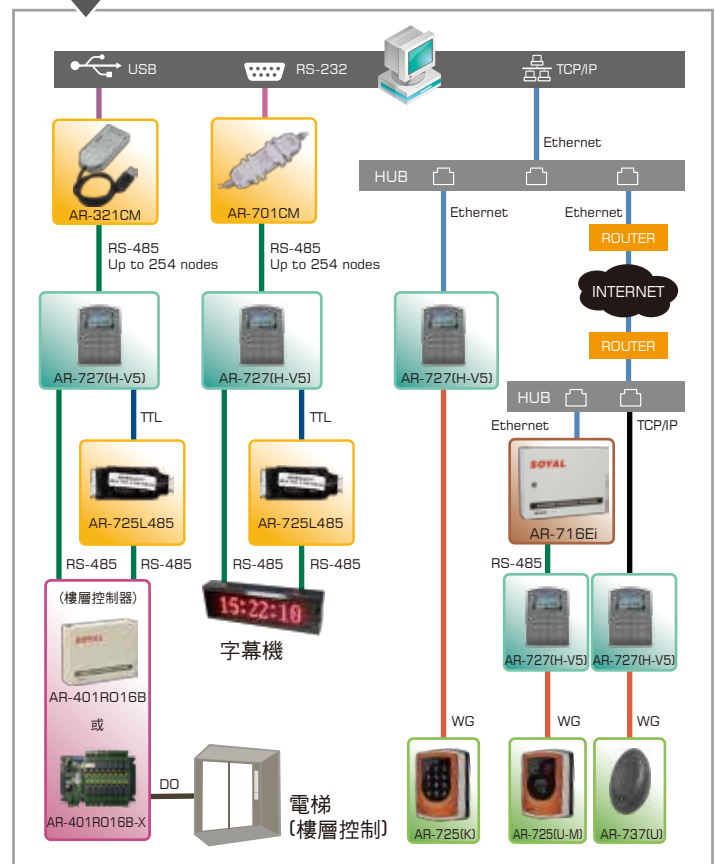 USB
RS-232
TCP/IP
Ethernet
HUB
AR-321CM
AR-701CM
Ethernet
Ethernet
RS-485
Up to 254 nodes
RS-485
Up to 254 nodes
ROUTER
INTERNET
ROUTER
AR-727(H-V5)
AR-727(H-V5)
AR-727(H-V5)
HUB
TTL
TTL
Ethernet
TCP/IP
SOYAL
AR-725L485
AR-725L485
AR-716Ei
RS-485
RS-485
RS-485
RS-485
RS-485
(樓層控制器)
15:22:10
SOYAL
字幕機
AR-727(H-V5)
AR-727(H-V5)
AR-401RO16B
或
WG
WG
WG
DO
電梯
(樓層控制)
AR-401RO16B-X
AR-725(K)
AR-725(U-M)
AR-737(U)